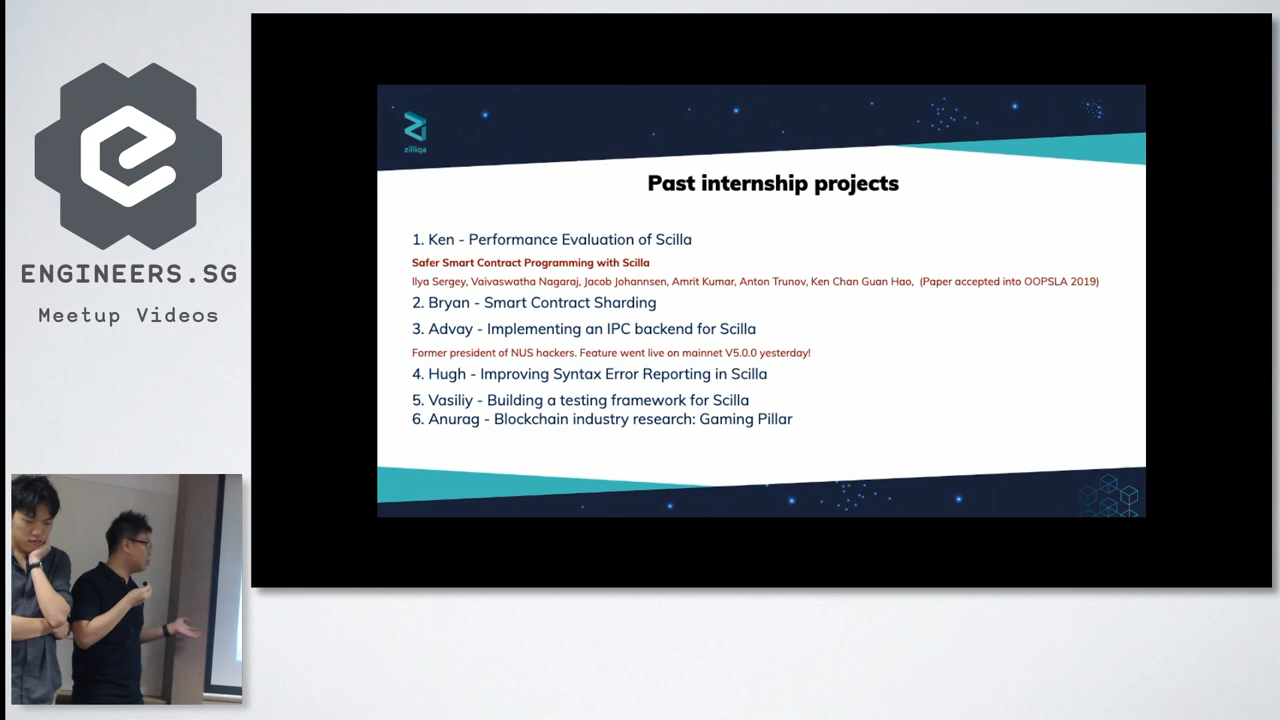 ENGINEERS.SG
Meetup Videos
zilliqa
Past internship projects
1. Ken - Performance Evaluation of Scilla
Safer Smart Contract Programming with Scilla
Ilya Sergey, Vaivaswatha Nagaraj, Jacob Johannsen, Amrit Kumar, Anton Trunov, Ken Chan Guan Hao, (Paper accepted into OOPSLA 2019)
2. Bryan - Smart Contract Sharding
3. Advay - Implementing an IPC backend for Scilla
Former president of NUS hackers. Feature went live on mainnet V5.0.0 yesterday!
4. Hugh - Improving Syntax Error Reporting in Scilla
5. Vasiliy - Building a testing framework for Scilla
6. Anurag - Blockchain industry research: Gaming Pillar